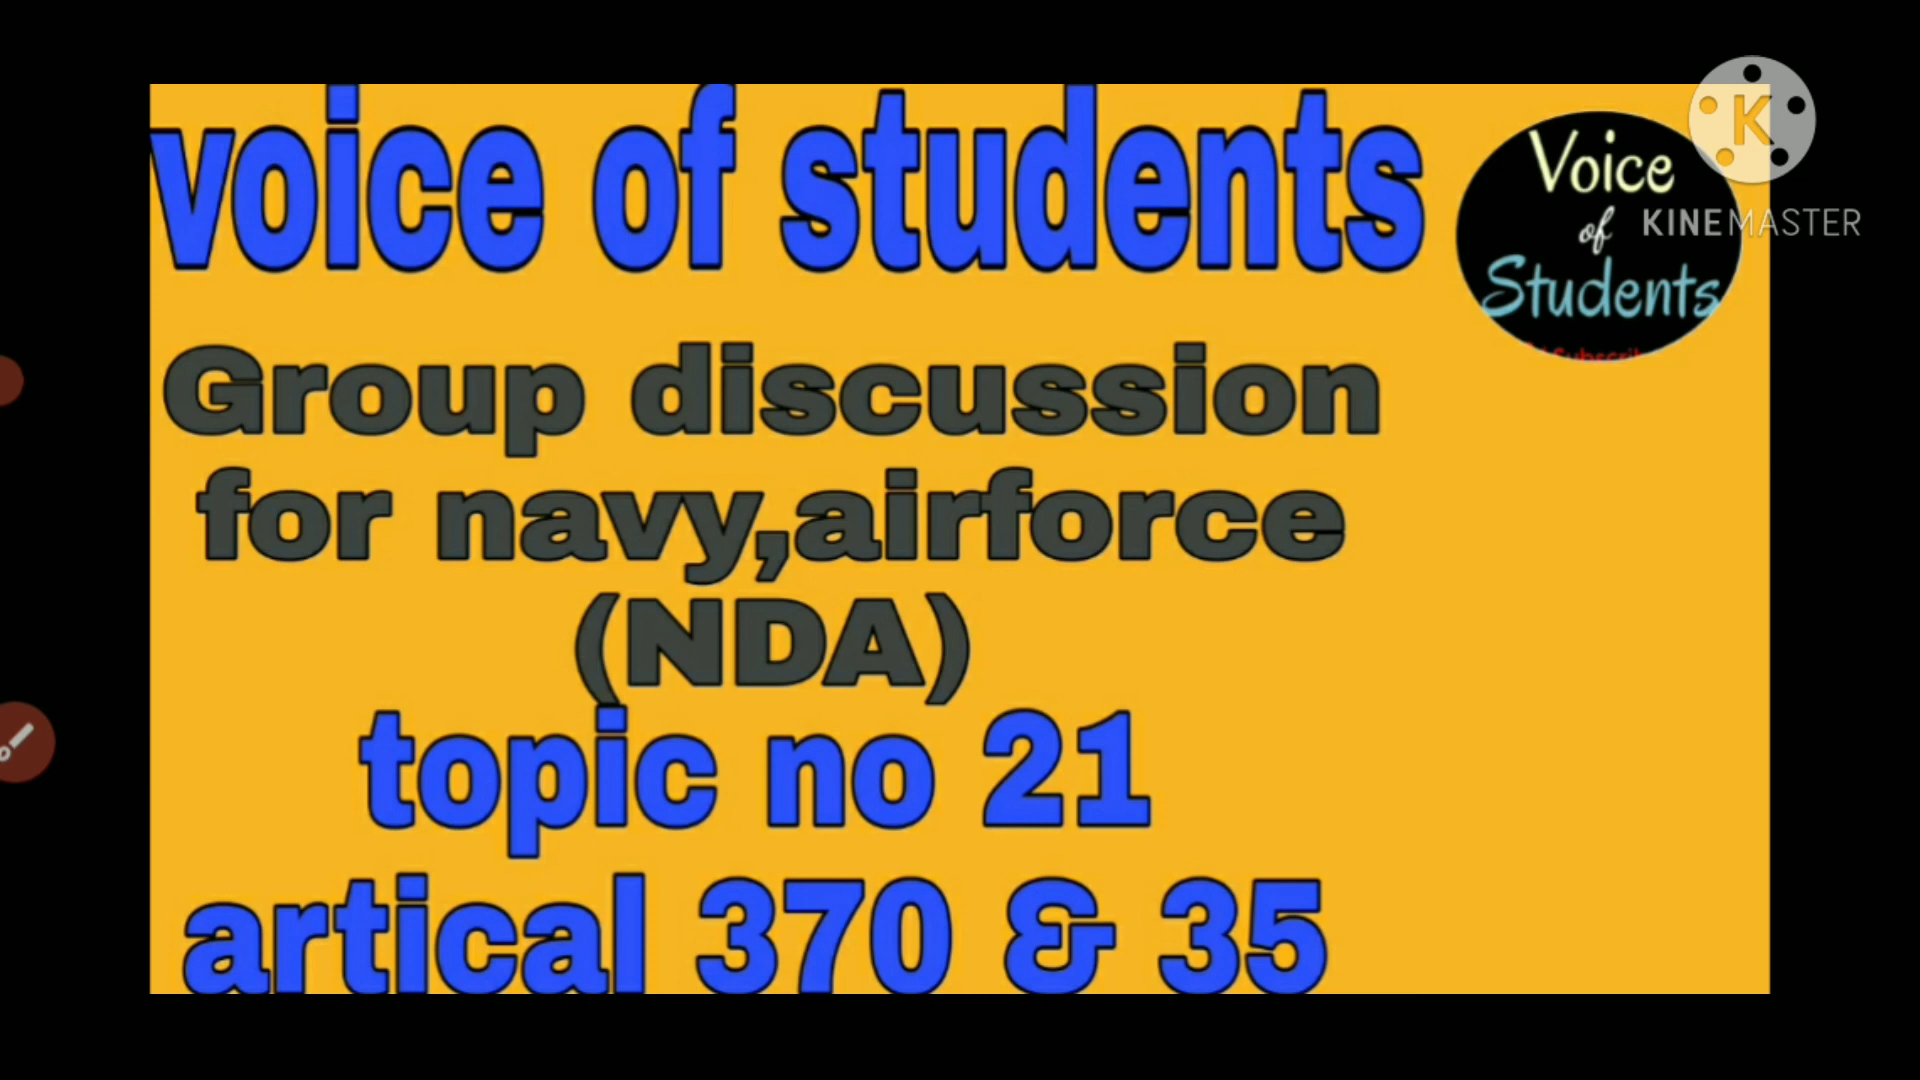 voice of students
Group discussion
for navy,airforce
(NDA)
topic no 21
artical 370 & 35
Voice
of
Students
K
KINEMASTER